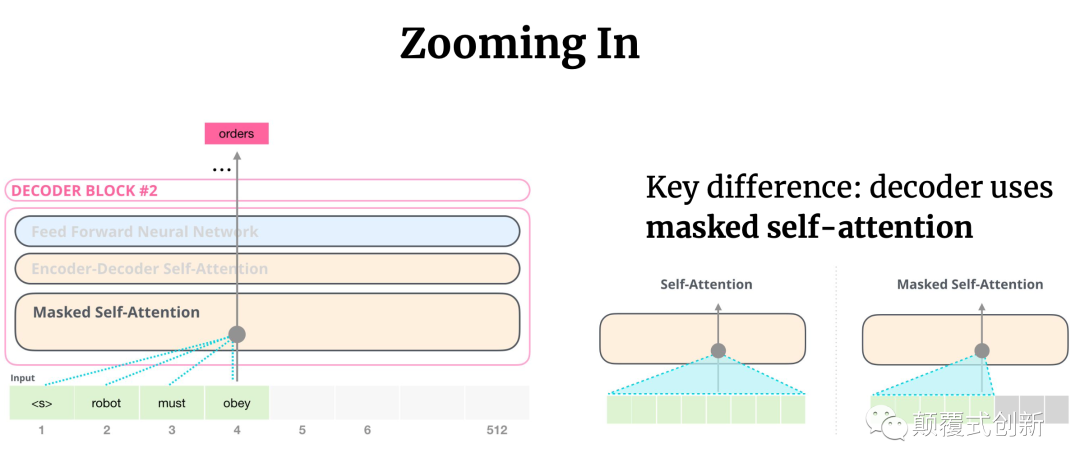 Zooming In
orders
...
DECODER BLOCK #2
Feed Forward Neural Network
Encoder-Decoder Self-Attention
Masked Self-Attention
Input
<s> robot must obey
1 2 3 4 5 6 512
Key difference: decoder uses
masked self-attention
Self-Attention
Masked Self-Attention
颠覆式创新